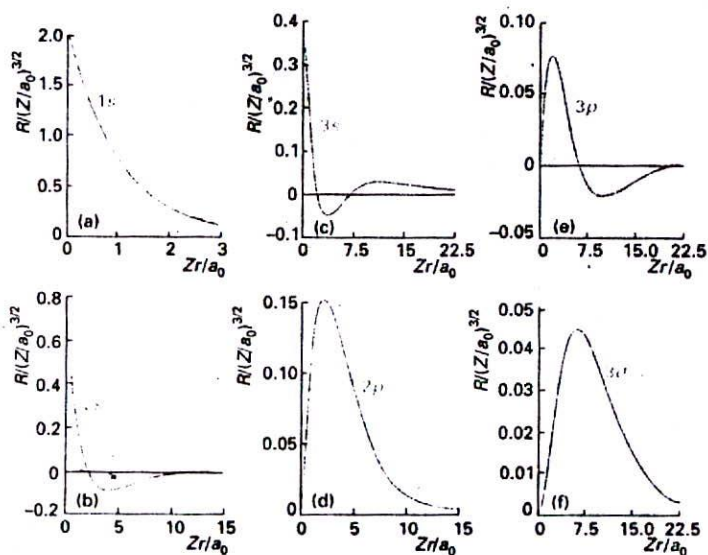 R/(Z/a₀)^3/2
2.0
1.5
1.0
0.5
0
1s
(a)
0 1 2 3
Zr/a₀
R/(Z/a₀)^3/2
0.4
0.3
0.2
0.1
0
−0.1
3s
(c)
0 7.5 15.0 22.5
Zr/a₀
R/(Z/a₀)^3/2
0.10
0.05
0
−0.05
3p
(e)
0 7.5 15.0 22.5
Zr/a₀
R/(Z/a₀)^3/2
0.8
0.6
0.4
0.2
0
−0.2
(b)
0 5 10 15
Zr/a₀
R/(Z/a₀)^3/2
0.15
0.10
0.05
0
2p
(d)
0 5 10 15
Zr/a₀
R/(Z/a₀)^3/2
0.05
0.04
0.03
0.02
0.01
0
3d
(f)
0 7.5 15.0 22.5
Zr/a₀